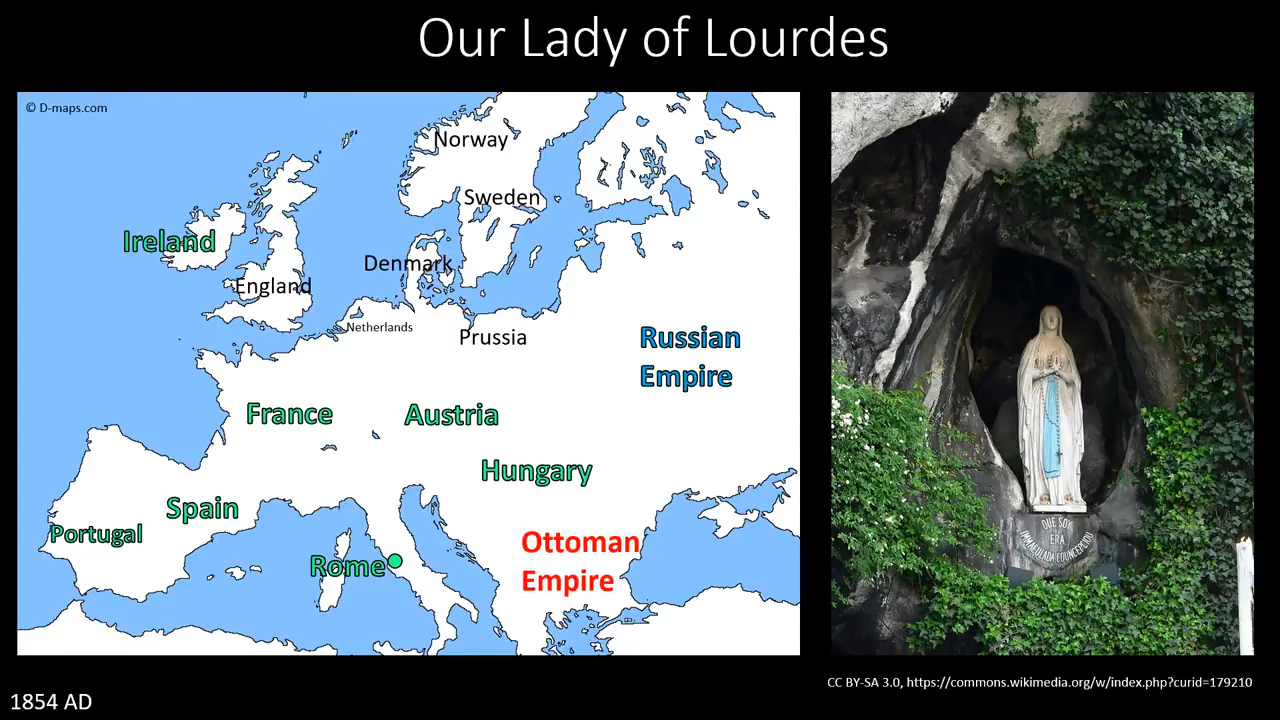 Our Lady of Lourdes
© D-maps.com
Norway
Sweden
Ireland
Denmark
England
Netherlands
Prussia
Russian
Empire
France
Austria
Hungary
Spain
Portugal
Ottoman
Empire
Rome
QUE SOY
ERA
IMMACULADA COUNCEPCIOU
CC BY-SA 3.0, https://commons.wikimedia.org/w/index.php?curid=179210
1854 AD